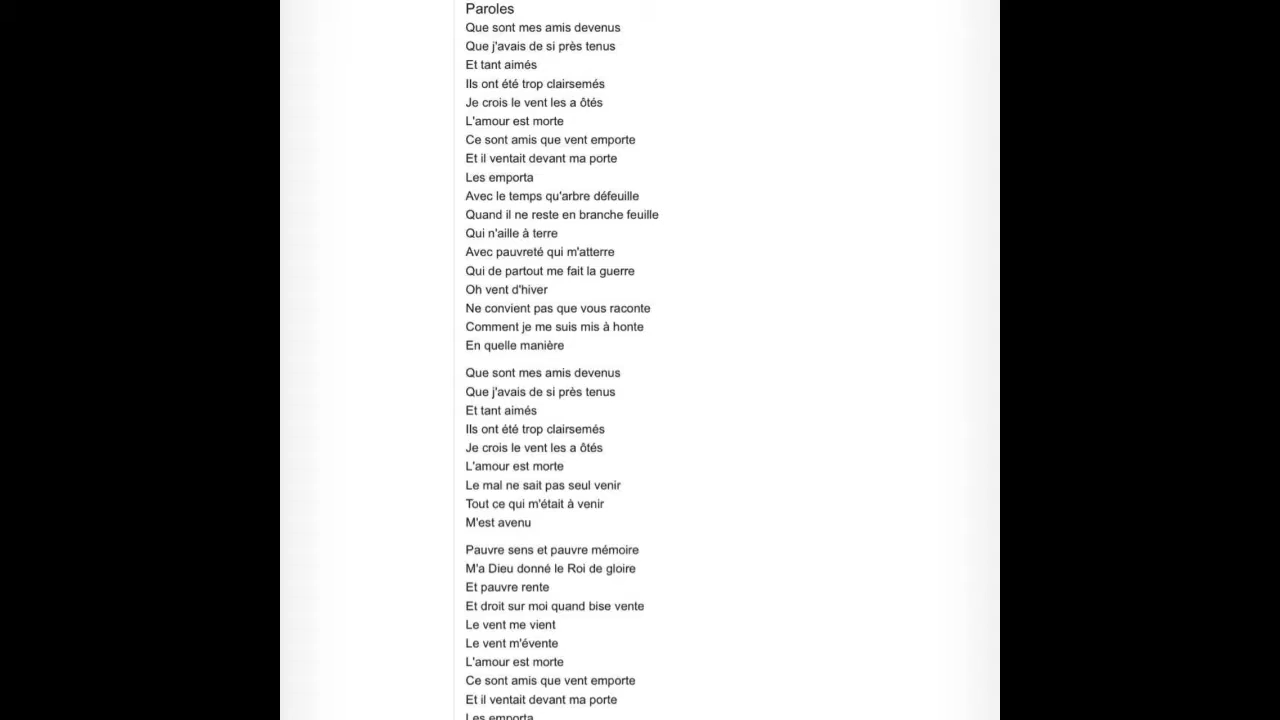 Paroles
Que sont mes amis devenus
Que j'avais de si près tenus
Et tant aimés
Ils ont été trop clairsemés
Je crois le vent les a ôtés
L'amour est morte
Ce sont amis que vent emporte
Et il ventait devant ma porte
Les emporta
Avec le temps qu'arbre défeuille
Quand il ne reste en branche feuille
Qui n'aille à terre
Avec pauvreté qui m'atterre
Qui de partout me fait la guerre
Oh vent d'hiver
Ne convient pas que vous raconte
Comment je me suis mis à honte
En quelle manière
Que sont mes amis devenus
Que j'avais de si près tenus
Et tant aimés
Ils ont été trop clairsemés
Je crois le vent les a ôtés
L'amour est morte
Le mal ne sait pas seul venir
Tout ce qui m'était à venir
M'est avenu
Pauvre sens et pauvre mémoire
M'a Dieu donné le Roi de gloire
Et pauvre rente
Et droit sur moi quand bise vente
Le vent me vient
Le vent m'évente
L'amour est morte
Ce sont amis que vent emporte
Et il ventait devant ma porte
Les emporta